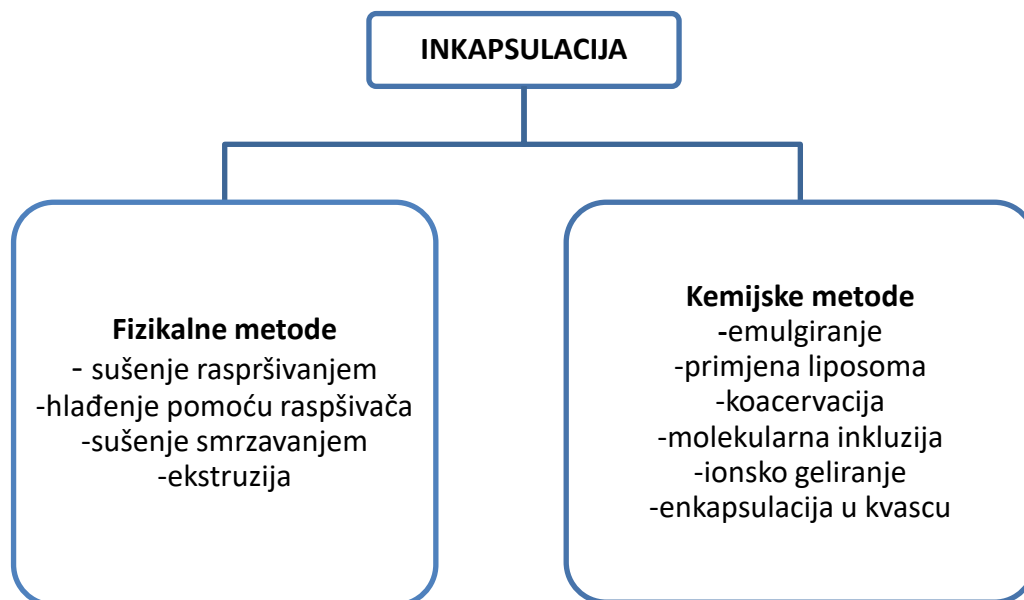 INKAPSULACIJA
Fizikalne metode
- sušenje raspršivanjem
-hlađenje pomoću raspšivača
-sušenje smrzavanjem
-ekstruzija
Kemijske metode
-emulgiranje
-primjena liposoma
-koacervacija
-molekularna inkluzija
-ionsko geliranje
-enkapsulacija u kvascu